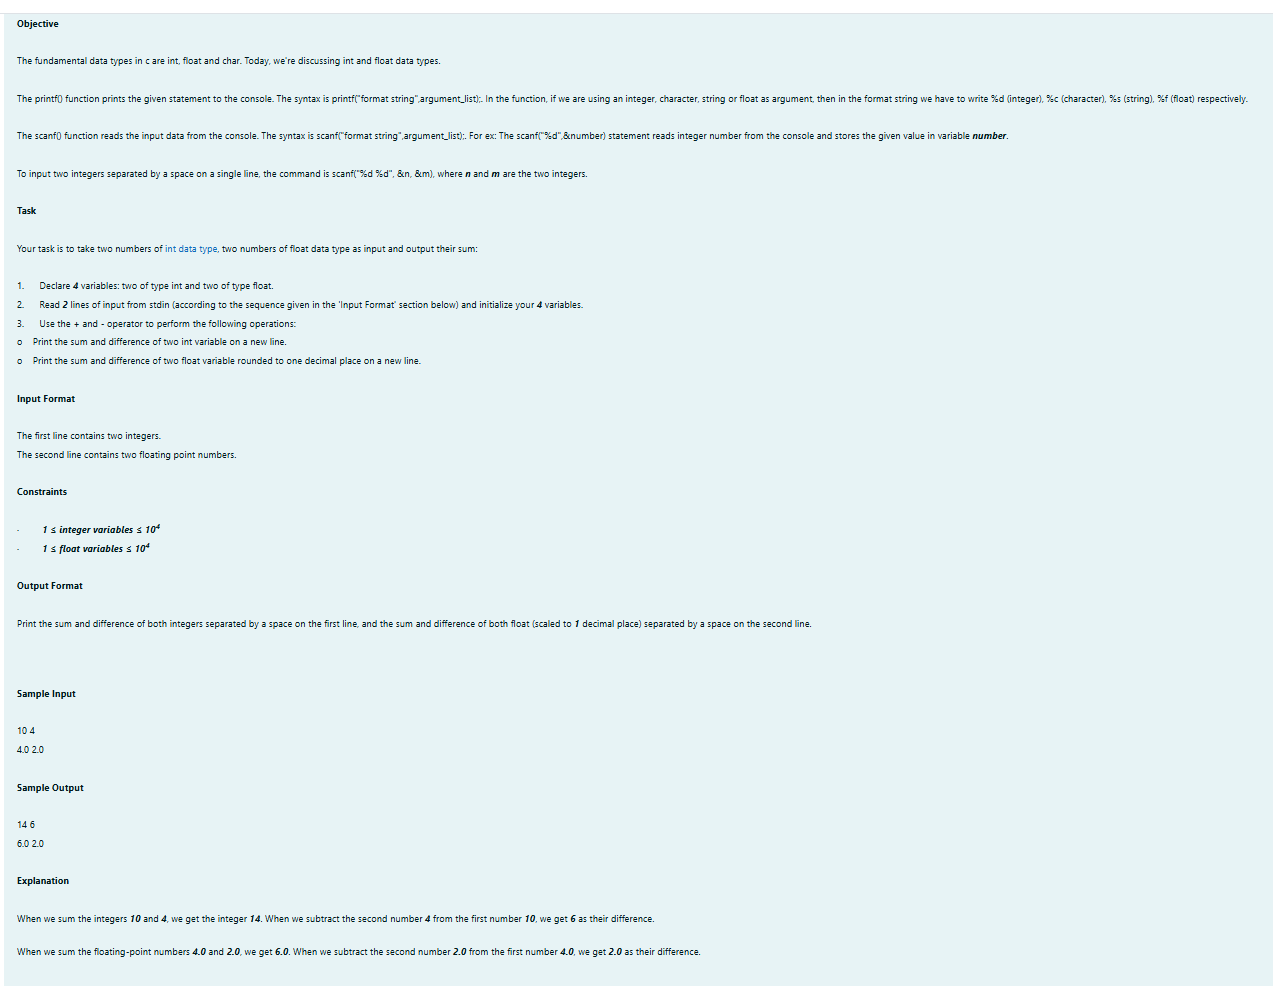 Objective
The fundamental data types in c are int, float and char. Today, we're discussing int and float data types.
The printf() function prints the given statement to the console. The syntax is printf("format string",argument_list);. In the function, if we are using an integer, character, string or float as argument, then in the format string we have to write %d (integer), %c (character), %s (string), %f (float) respectively.
The scanf() function reads the input data from the console. The syntax is scanf("format string",argument_list);. For ex: The scanf("%d",&number) statement reads integer number from the console and stores the given value in variable number.
To input two integers separated by a space on a single line, the command is scanf("%d %d", &n, &m), where n and m are the two integers.
Task
Your task is to take two numbers of int data type, two numbers of float data type as input and output their sum:
1. Declare 4 variables: two of type int and two of type float.
2. Read 2 lines of input from stdin (according to the sequence given in the 'Input Format' section below) and initialize your 4 variables.
3. Use the + and - operator to perform the following operations:
o Print the sum and difference of two int variable on a new line.
o Print the sum and difference of two float variable rounded to one decimal place on a new line.
Input Format
The first line contains two integers.
The second line contains two floating point numbers.
Constraints
· 1 ≤ integer variables ≤ 10⁴
· 1 ≤ float variables ≤ 10⁴
Output Format
Print the sum and difference of both integers separated by a space on the first line, and the sum and difference of both float (scaled to 1 decimal place) separated by a space on the second line.
Sample Input
10 4
4.0 2.0
Sample Output
14 6
6.0 2.0
Explanation
When we sum the integers 10 and 4, we get the integer 14. When we subtract the second number 4 from the first number 10, we get 6 as their difference.
When we sum the floating-point numbers 4.0 and 2.0, we get 6.0. When we subtract the second number 2.0 from the first number 4.0, we get 2.0 as their difference.